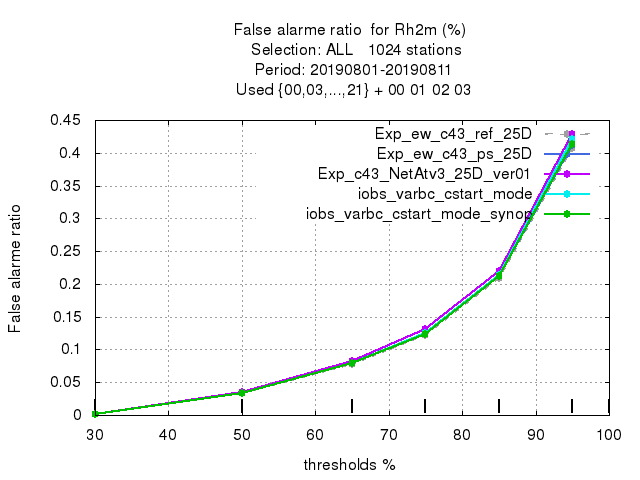 False alarme ratio  for Rh2m (%)
Selection: ALL   1024 stations
Period: 20190801-20190811
Used {00,03,...,21} + 00 01 02 03
0.45
0.4
0.35
0.3
0.25
0.2
0.15
0.1
0.05
0
False alarme ratio
Exp_ew_c43_ref_25D
Exp_ew_c43_ps_25D
Exp_c43_NetAtv3_25D_ver01
iobs_varbc_cstart_mode
iobs_varbc_cstart_mode_synop
30 40 50 60 70 80 90 100
thresholds %